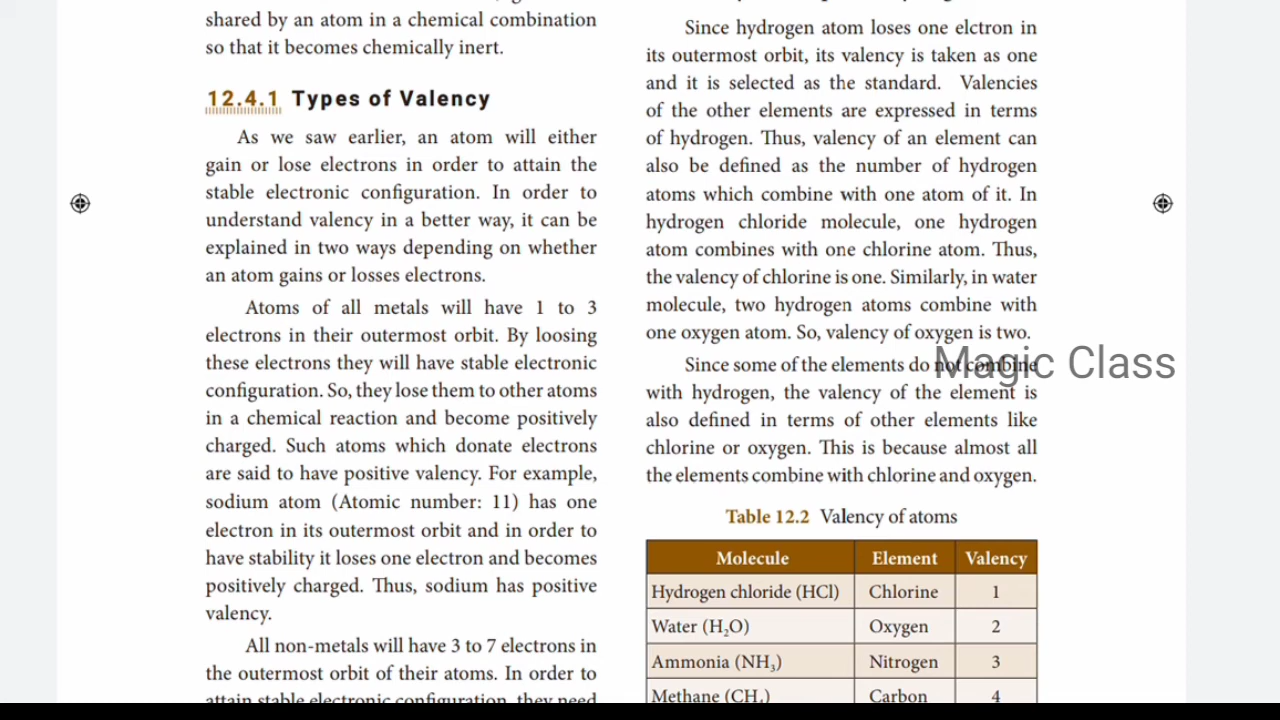 shared by an atom in a chemical combination
so that it becomes chemically inert.
12.4.1 Types of Valency
As we saw earlier, an atom will either
gain or lose electrons in order to attain the
stable electronic configuration. In order to
understand valency in a better way, it can be
explained in two ways depending on whether
an atom gains or losses electrons.
Atoms of all metals will have 1 to 3
electrons in their outermost orbit. By loosing
these electrons they will have stable electronic
configuration. So, they lose them to other atoms
in a chemical reaction and become positively
charged. Such atoms which donate electrons
are said to have positive valency. For example,
sodium atom (Atomic number: 11) has one
electron in its outermost orbit and in order to
have stability it loses one electron and becomes
positively charged. Thus, sodium has positive
valency.
All non-metals will have 3 to 7 electrons in
the outermost orbit of their atoms. In order to
attain stable electronic configuration, they need
Since hydrogen atom loses one elctron in
its outermost orbit, its valency is taken as one
and it is selected as the standard. Valencies
of the other elements are expressed in terms
of hydrogen. Thus, valency of an element can
also be defined as the number of hydrogen
atoms which combine with one atom of it. In
hydrogen chloride molecule, one hydrogen
atom combines with one chlorine atom. Thus,
the valency of chlorine is one. Similarly, in water
molecule, two hydrogen atoms combine with
one oxygen atom. So, valency of oxygen is two.
Since some of the elements do not combine
with hydrogen, the valency of the element is
also defined in terms of other elements like
chlorine or oxygen. This is because almost all
the elements combine with chlorine and oxygen.
Magic Class
Table 12.2 Valency of atoms
Molecule Element Valency
Hydrogen chloride (HCl) Chlorine 1
Water (H₂O) Oxygen 2
Ammonia (NH₃) Nitrogen 3
Methane (CH₄) Carbon 4